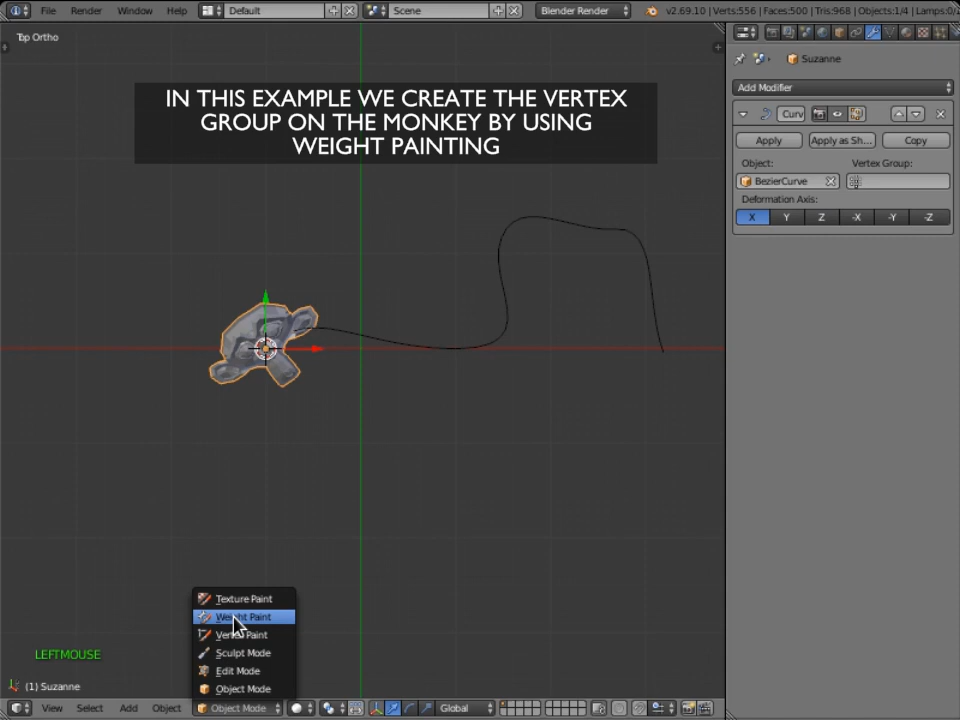 File Render Window Help Default Scene Blender Render v2.69.10 | Verts:556 | Faces:500 | Tris:968 | Objects:1/4 | Lamps:0/
Top Ortho
Suzanne
Add Modifier
IN THIS EXAMPLE WE CREATE THE VERTEX
GROUP ON THE MONKEY BY USING
WEIGHT PAINTING
Curv
Apply Apply as Sh... Copy
Object: Vertex Group:
BezierCurve
Deformation Axis:
X Y Z -X -Y -Z
Texture Paint
Weight Paint
Vertex Paint
Sculpt Mode
Edit Mode
Object Mode
LEFTMOUSE
(1) Suzanne
View Select Add Object Object Mode Global